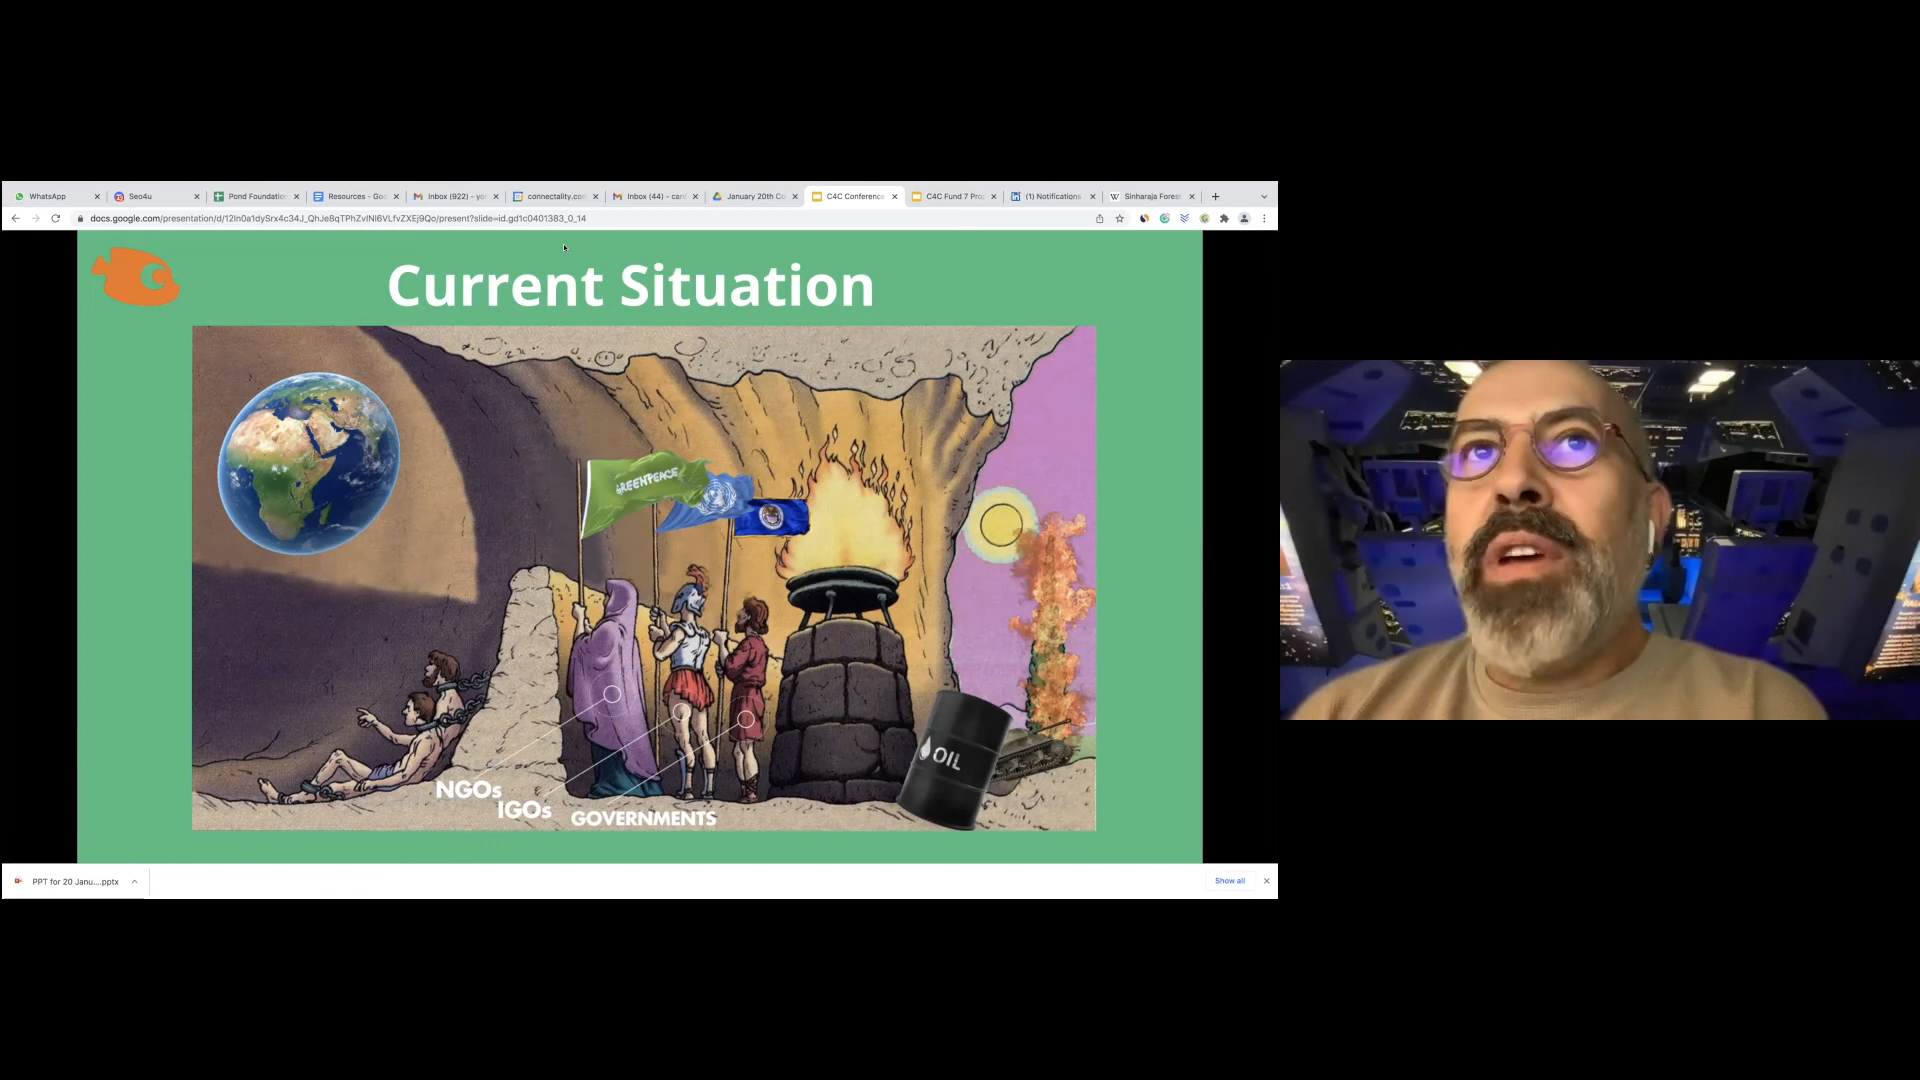 WhatsApp
Seo4u
Pond Foundatio
Resources - Goo
Inbox (922) - yo
connectality.com
Inbox (44) - car
January 20th Co
C4C Conference
C4C Fund 7 Pro
(1) Notifications
Sinharaja Fores
docs.google.com/presentation/d/12In0a1dySrx4c34J_QhJe8qTPhZvINl6VLfvZXEj9Qo/present?slide=id.gd1c0401383_0_14
Current Situation
GREENPEACE
OIL
NGOs
IGOs
GOVERNMENTS
PPT for 20 Janu....pptx
Show all